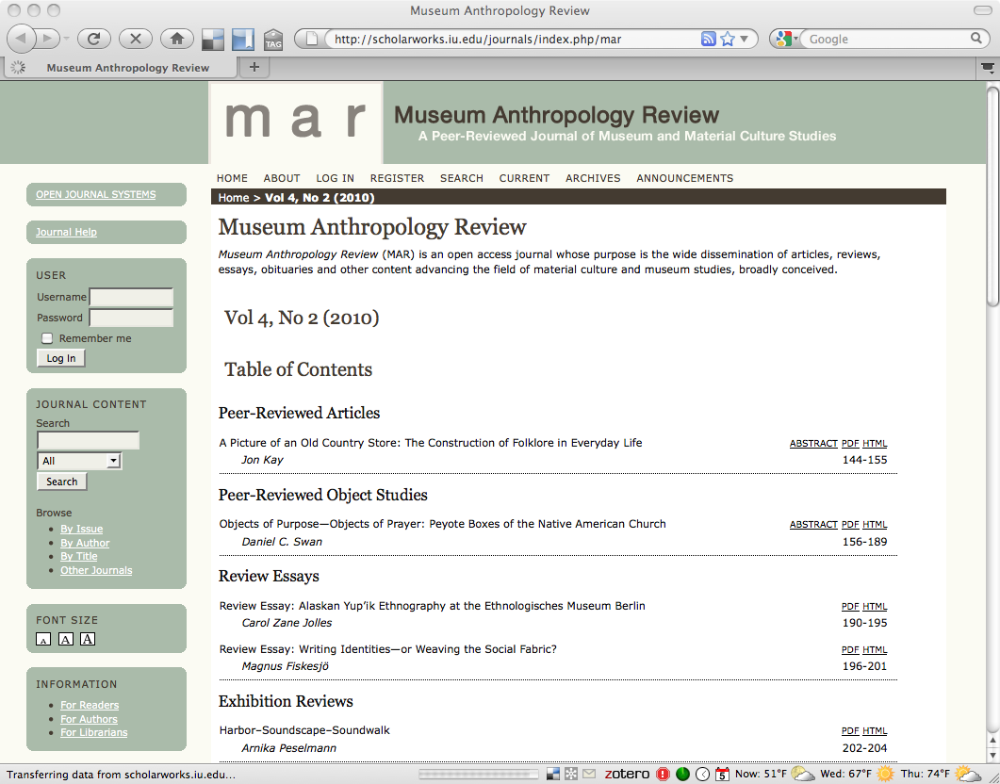 Museum Anthropology Review
TAG
http://scholarworks.iu.edu/journals/index.php/mar
Google
Museum Anthropology Review
mar
Museum Anthropology Review
A Peer-Reviewed Journal of Museum and Material Culture Studies
HOME ABOUT LOG IN REGISTER SEARCH CURRENT ARCHIVES ANNOUNCEMENTS
Home > Vol 4, No 2 (2010)
OPEN JOURNAL SYSTEMS
Journal Help
USER
Username
Password
Remember me
Log In
JOURNAL CONTENT
Search
All
Search
Browse
By Issue
By Author
By Title
Other Journals
FONT SIZE
A A A
INFORMATION
For Readers
For Authors
For Librarians
Museum Anthropology Review
Museum Anthropology Review (MAR) is an open access journal whose purpose is the wide dissemination of articles, reviews,
essays, obituaries and other content advancing the field of material culture and museum studies, broadly conceived.
Vol 4, No 2 (2010)
Table of Contents
Peer-Reviewed Articles
A Picture of an Old Country Store: The Construction of Folklore in Everyday Life ABSTRACT PDF HTML
Jon Kay 144-155
Peer-Reviewed Object Studies
Objects of Purpose—Objects of Prayer: Peyote Boxes of the Native American Church ABSTRACT PDF HTML
Daniel C. Swan 156-189
Review Essays
Review Essay: Alaskan Yup’ik Ethnography at the Ethnologisches Museum Berlin PDF HTML
Carol Zane Jolles 190-195
Review Essay: Writing Identities—or Weaving the Social Fabric? PDF HTML
Magnus Fiskesjö 196-201
Exhibition Reviews
Harbor–Soundscape–Soundwalk PDF HTML
Arnika Peselmann 202-204
Transferring data from scholarworks.iu.edu... zotero 5 Now: 51°F Wed: 67°F Thu: 74°F